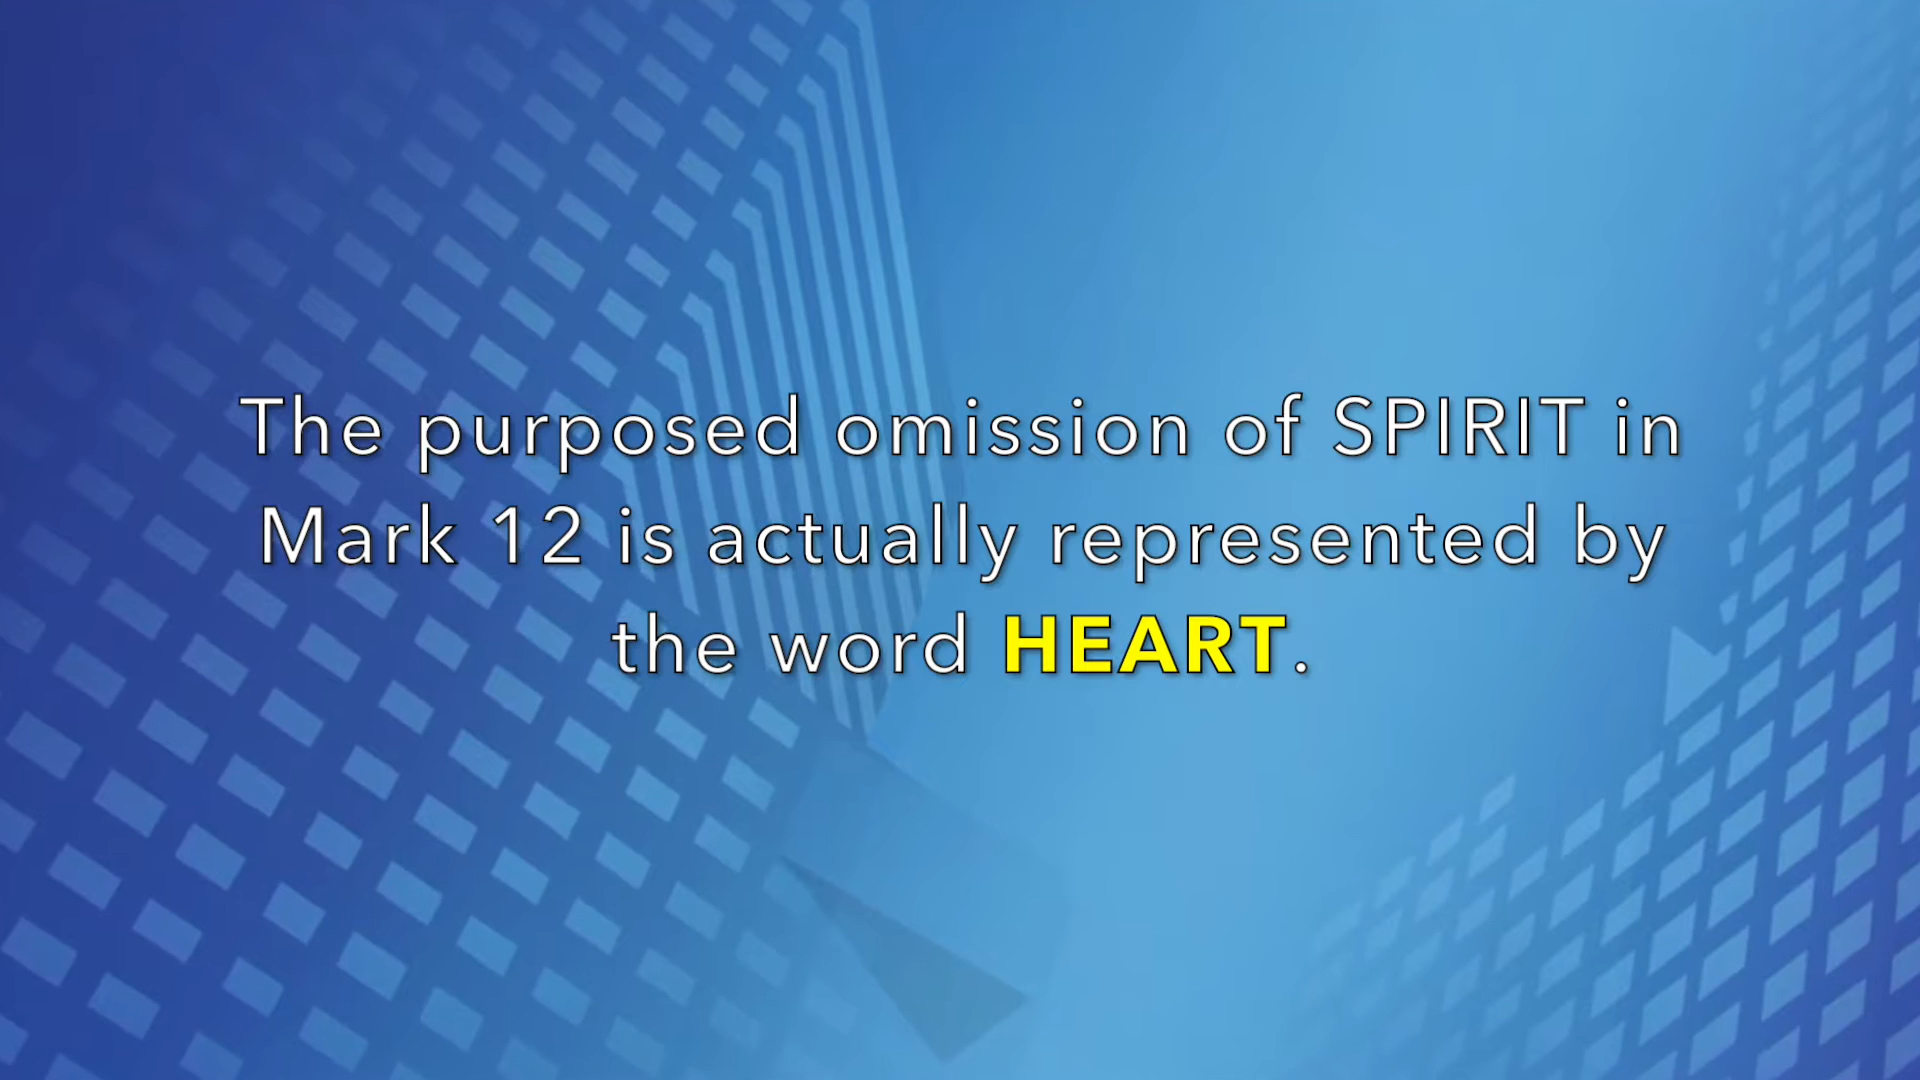 The purposed omission of SPIRIT in
Mark 12 is actually represented by
the word HEART.